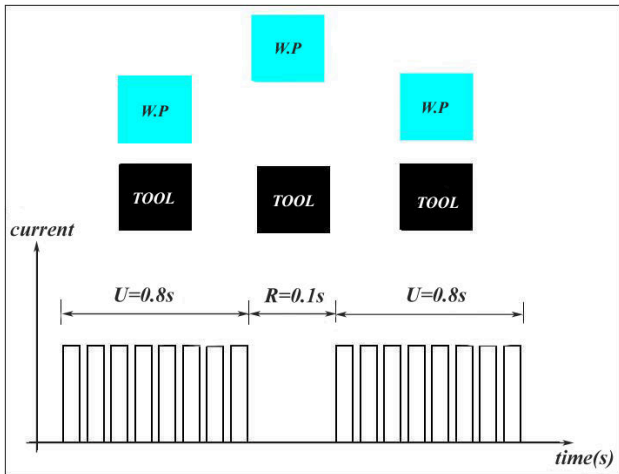 W.P
W.P
W.P
TOOL
TOOL
TOOL
current
U=0.8s
R=0.1s
U=0.8s
time(s)